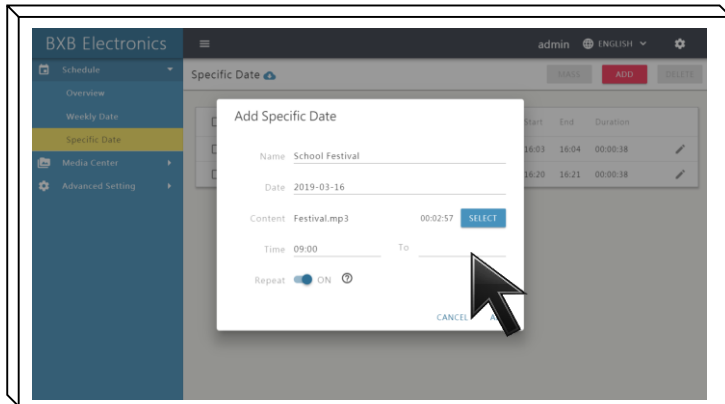 BXB Electronics
admin ENGLISH
Schedule
Specific Date
MASS ADD DELETE
Overview
Weekly Date
Specific Date
Media Center
Advanced Setting
Start End Duration
16:03 16:04 00:00:38
16:20 16:21 00:00:38
Add Specific Date
Name School Festival
Date 2019-03-16
Content Festival.mp3 00:02:57 SELECT
Time 09:00 To
Repeat ON
CANCEL